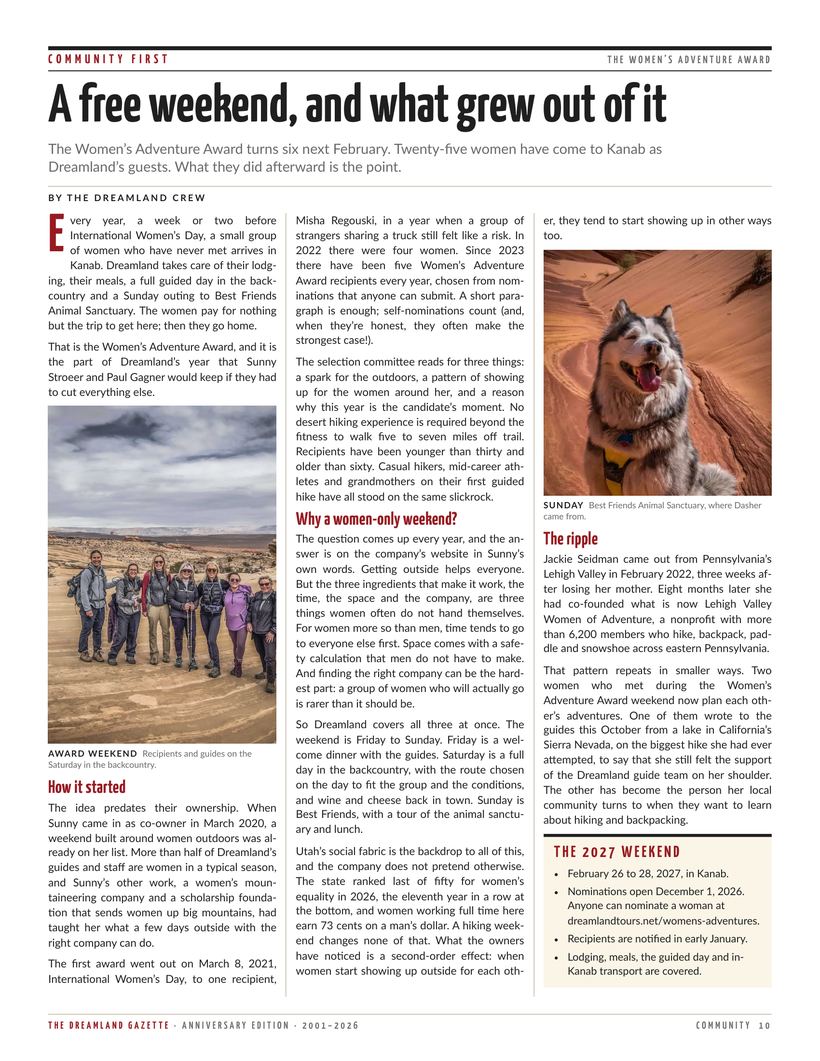 COMMUNITY FIRST
THE WOMEN'S ADVENTURE AWARD
A free weekend, and what grew out of it
The Women's Adventure Award turns six next February. Twenty-five women have come to Kanab as
Dreamland's guests. What they did afterward is the point.
BY THE DREAMLAND CREW
Every year, a week or two before
International Women's Day, a small group
of women who have never met arrives in
Kanab. Dreamland takes care of their lodg-
ing, their meals, a full guided day in the back-
country and a Sunday outing to Best Friends
Animal Sanctuary. The women pay for nothing
but the trip to get here; then they go home.
That is the Women's Adventure Award, and it is
the part of Dreamland's year that Sunny
Stroeer and Paul Gagner would keep if they had
to cut everything else.
AWARD WEEKEND Recipients and guides on the
Saturday in the backcountry.
How it started
The idea predates their ownership. When
Sunny came in as co-owner in March 2020, a
weekend built around women outdoors was al-
ready on her list. More than half of Dreamland's
guides and staff are women in a typical season,
and Sunny's other work, a women's moun-
taineering company and a scholarship founda-
tion that sends women up big mountains, had
taught her what a few days outside with the
right company can do.
The first award went out on March 8, 2021,
International Women's Day, to one recipient,
Misha Regouski, in a year when a group of
strangers sharing a truck still felt like a risk. In
2022 there were four women. Since 2023
there have been five Women's Adventure
Award recipients every year, chosen from nom-
inations that anyone can submit. A short para-
graph is enough; self-nominations count (and,
when they're honest, they often make the
strongest case!).
The selection committee reads for three things:
a spark for the outdoors, a pattern of showing
up for the women around her, and a reason
why this year is the candidate's moment. No
desert hiking experience is required beyond the
fitness to walk five to seven miles off trail.
Recipients have been younger than thirty and
older than sixty. Casual hikers, mid-career ath-
letes and grandmothers on their first guided
hike have all stood on the same slickrock.
Why a women-only weekend?
The question comes up every year, and the an-
swer is on the company's website in Sunny's
own words. Getting outside helps everyone.
But the three ingredients that make it work, the
time, the space and the company, are three
things women often do not hand themselves.
For women more so than men, time tends to go
to everyone else first. Space comes with a safe-
ty calculation that men do not have to make.
And finding the right company can be the hard-
est part: a group of women who will actually go
is rarer than it should be.
So Dreamland covers all three at once. The
weekend is Friday to Sunday. Friday is a wel-
come dinner with the guides. Saturday is a full
day in the backcountry, with the route chosen
on the day to fit the group and the conditions,
and wine and cheese back in town. Sunday is
Best Friends, with a tour of the animal sanctu-
ary and lunch.
Utah's social fabric is the backdrop to all of this,
and the company does not pretend otherwise.
The state ranked last of fifty for women's
equality in 2026, the eleventh year in a row at
the bottom, and women working full time here
earn 73 cents on a man's dollar. A hiking week-
end changes none of that. What the owners
have noticed is a second-order effect: when
women start showing up outside for each oth-
er, they tend to start showing up in other ways
too.
SUNDAY Best Friends Animal Sanctuary, where Dasher
came from.
The ripple
Jackie Seidman came out from Pennsylvania's
Lehigh Valley in February 2022, three weeks af-
ter losing her mother. Eight months later she
had co-founded what is now Lehigh Valley
Women of Adventure, a nonprofit with more
than 6,200 members who hike, backpack, pad-
dle and snowshoe across eastern Pennsylvania.
That pattern repeats in smaller ways. Two
women who met during the Women's
Adventure Award weekend now plan each oth-
er's adventures. One of them wrote to the
guides this October from a lake in California's
Sierra Nevada, on the biggest hike she had ever
attempted, to say that she still felt the support
of the Dreamland guide team on her shoulder.
The other has become the person her local
community turns to when they want to learn
about hiking and backpacking.
THE 2027 WEEKEND
• February 26 to 28, 2027, in Kanab.
• Nominations open December 1, 2026.
Anyone can nominate a woman at
dreamlandtours.net/womens-adventures.
• Recipients are notified in early January.
• Lodging, meals, the guided day and in-
Kanab transport are covered.
THE DREAMLAND GAZETTE · ANNIVERSARY EDITION · 2001–2026
COMMUNITY 10